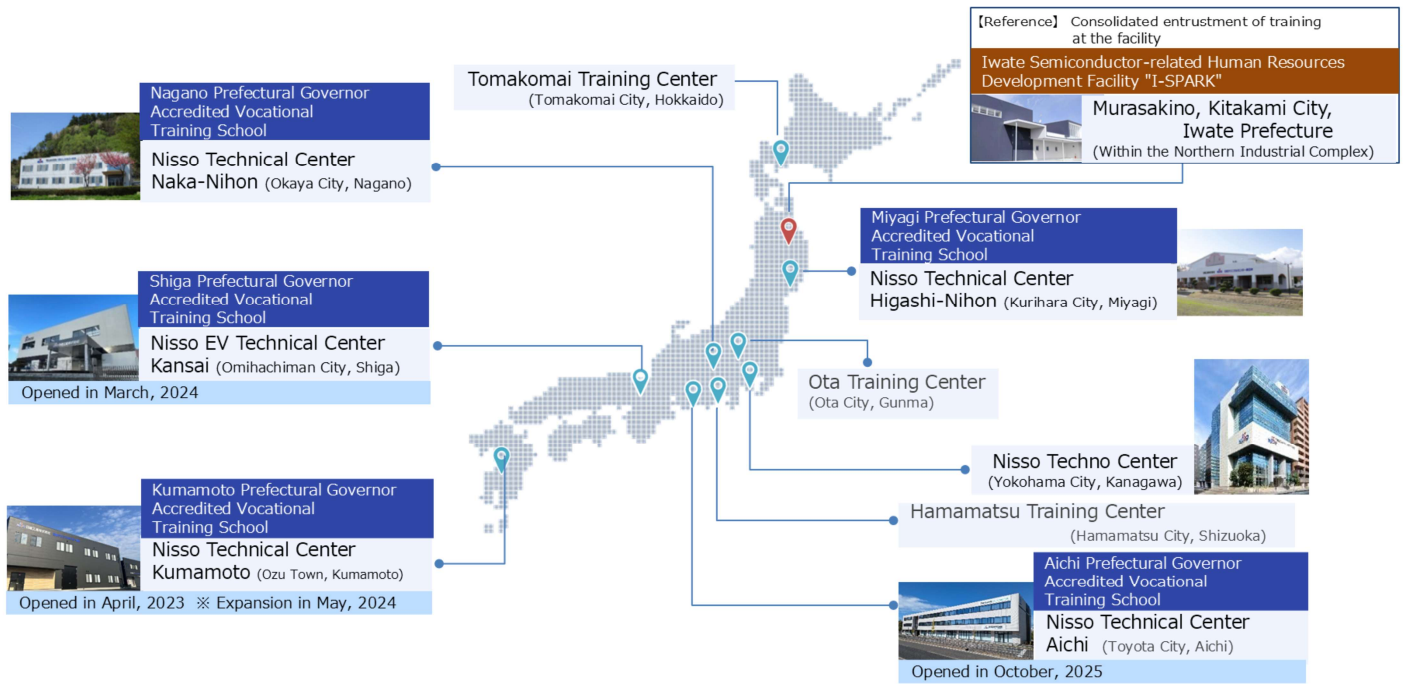 【Reference】 Consolidated entrustment of training
at the facility
Iwate Semiconductor-related Human Resources
Development Facility "I-SPARK"
Murasakino, Kitakami City,
Iwate Prefecture
(Within the Northern Industrial Complex)
Tomakomai Training Center
(Tomakomai City, Hokkaido)
Nagano Prefectural Governor
Accredited Vocational
Training School
Nisso Technical Center
Naka-Nihon (Okaya City, Nagano)
Miyagi Prefectural Governor
Accredited Vocational
Training School
Nisso Technical Center
Higashi-Nihon (Kurihara City, Miyagi)
Shiga Prefectural Governor
Accredited Vocational
Training School
Nisso EV Technical Center
Kansai (Omihachiman City, Shiga)
Opened in March, 2024
Ota Training Center
(Ota City, Gunma)
Nisso Techno Center
(Yokohama City, Kanagawa)
Kumamoto Prefectural Governor
Accredited Vocational
Training School
Nisso Technical Center
Kumamoto (Ozu Town, Kumamoto)
Opened in April, 2023 ※ Expansion in May, 2024
Hamamatsu Training Center
(Hamamatsu City, Shizuoka)
Aichi Prefectural Governor
Accredited Vocational
Training School
Nisso Technical Center
Aichi (Toyota City, Aichi)
Opened in October, 2025